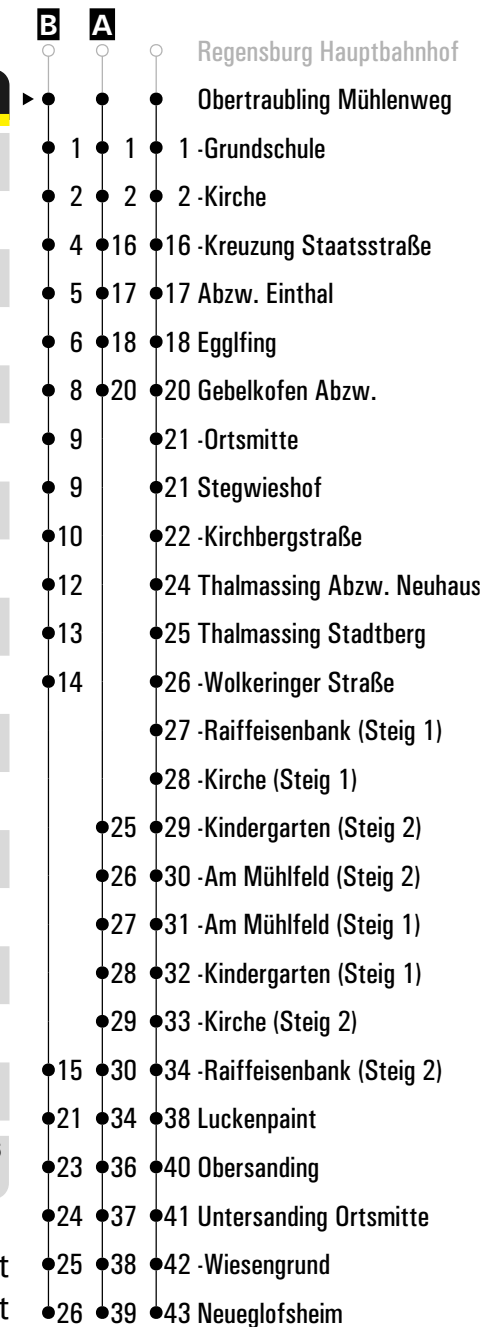 B A
Regensburg Hauptbahnhof
Obertraubling Mühlenweg
1 1 1 -Grundschule
2 2 2 -Kirche
4 16 16 -Kreuzung Staatsstraße
5 17 17 Abzw. Einthal
6 18 18 Egglfing
8 20 20 Gebelkofen Abzw.
9 21 -Ortsmitte
9 21 Stegwieshof
10 22 -Kirchbergstraße
12 24 Thalmassing Abzw. Neuhaus
13 25 Thalmassing Stadtberg
14 26 -Wolkeringer Straße
27 -Raiffeisenbank (Steig 1)
28 -Kirche (Steig 1)
25 29 -Kindergarten (Steig 2)
26 30 -Am Mühlfeld (Steig 2)
27 31 -Am Mühlfeld (Steig 1)
28 32 -Kindergarten (Steig 1)
29 33 -Kirche (Steig 2)
15 30 34 -Raiffeisenbank (Steig 2)
21 34 38 Luckenpaint
23 36 40 Obersanding
24 37 41 Untersanding Ortsmitte
t 25 38 42 -Wiesengrund
t 26 39 43 Neueglofsheim